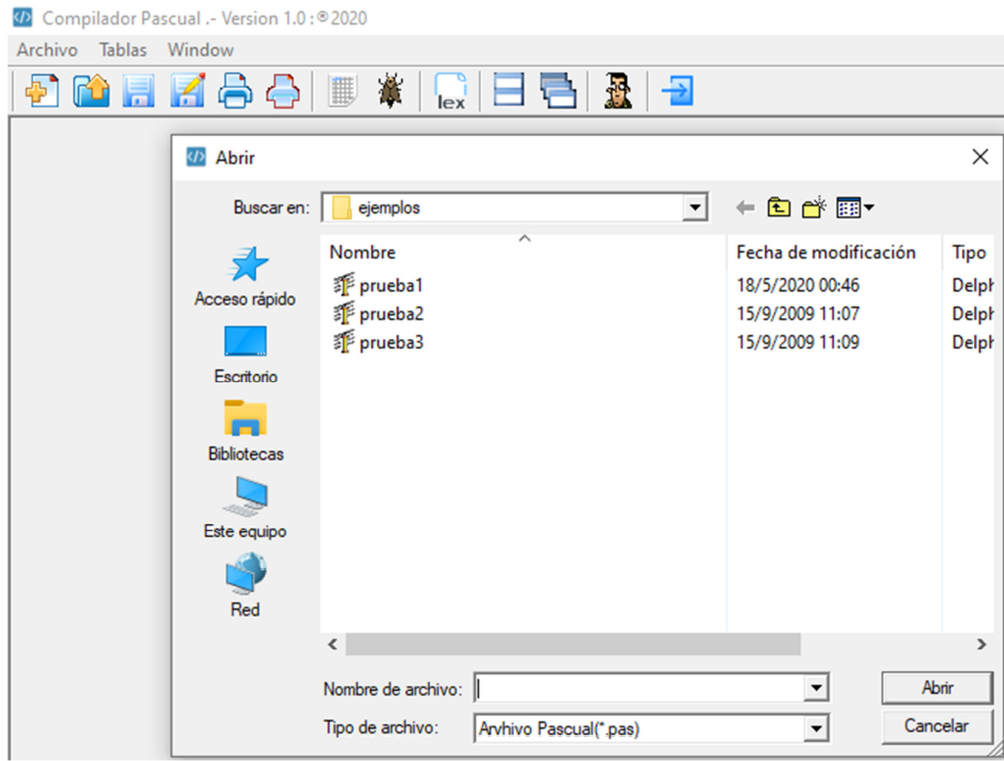 Compilador Pascual .- Version 1.0 :® 2020
Archivo Tablas Window
lex
Abrir
Buscar en: ejemplos
Nombre Fecha de modificación Tipo
prueba1 18/5/2020 00:46 Delph
prueba2 15/9/2009 11:07 Delph
prueba3 15/9/2009 11:09 Delph
Acceso rápido
Escritorio
Bibliotecas
Este equipo
Red
Nombre de archivo: Abrir
Tipo de archivo: Arvhivo Pascual(*.pas) Cancelar